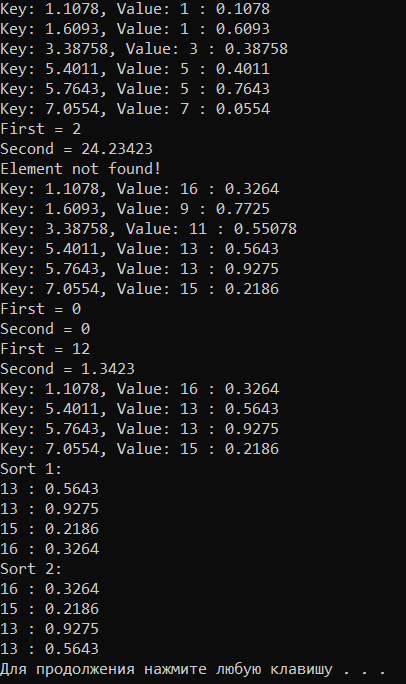 Key: 1.1078, Value: 1 : 0.1078
Key: 1.6093, Value: 1 : 0.6093
Key: 3.38758, Value: 3 : 0.38758
Key: 5.4011, Value: 5 : 0.4011
Key: 5.7643, Value: 5 : 0.7643
Key: 7.0554, Value: 7 : 0.0554
First = 2
Second = 24.23423
Element not found!
Key: 1.1078, Value: 16 : 0.3264
Key: 1.6093, Value: 9 : 0.7725
Key: 3.38758, Value: 11 : 0.55078
Key: 5.4011, Value: 13 : 0.5643
Key: 5.7643, Value: 13 : 0.9275
Key: 7.0554, Value: 15 : 0.2186
First = 0
Second = 0
First = 12
Second = 1.3423
Key: 1.1078, Value: 16 : 0.3264
Key: 5.4011, Value: 13 : 0.5643
Key: 5.7643, Value: 13 : 0.9275
Key: 7.0554, Value: 15 : 0.2186
Sort 1:
13 : 0.5643
13 : 0.9275
15 : 0.2186
16 : 0.3264
Sort 2:
16 : 0.3264
15 : 0.2186
13 : 0.9275
13 : 0.5643
Для продолжения нажмите любую клавишу . . .